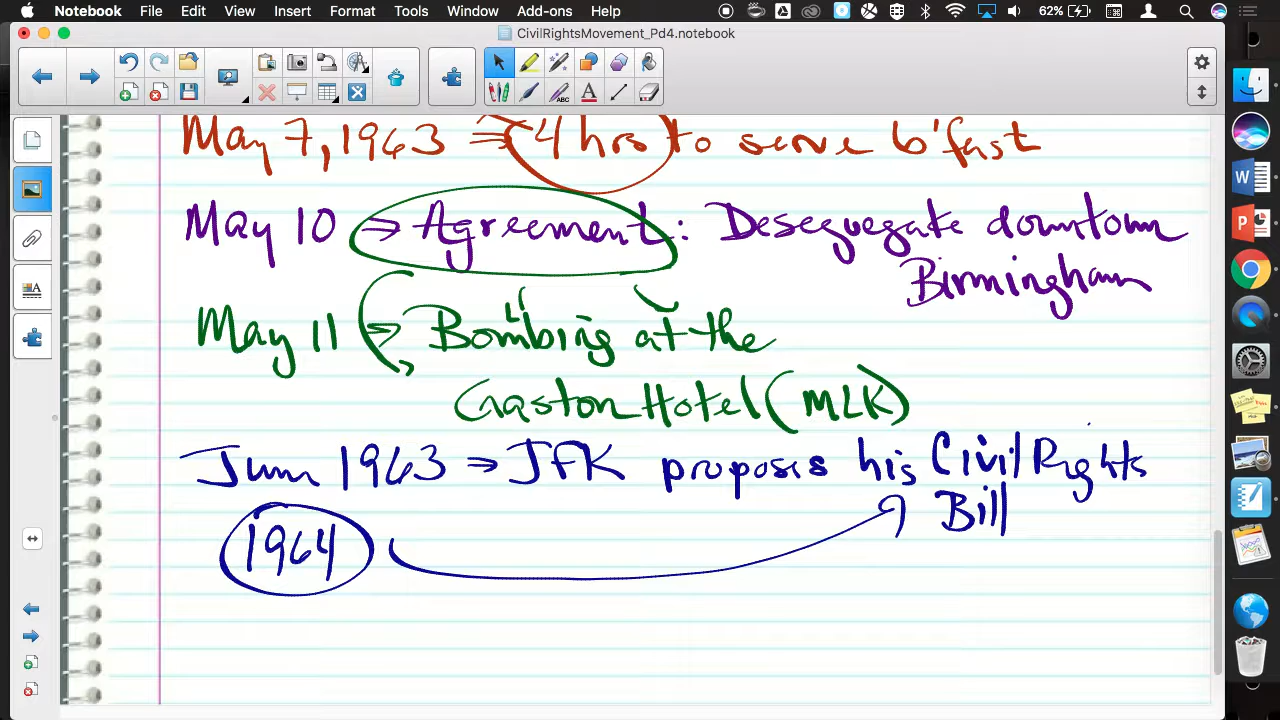 Notebook File Edit View Insert Format Tools Window Add-ons Help 62%
CivilRightsMovement_Pd4.notebook
May 7, 1963 ⇒ 4 hrs to serve b'fast
May 10 ⇒ Agreement: Deseguegate downtown
Birmingham
May 11 ⇒ Bombing at the
Gaston Hotel (MLK)
June 1963 ⇒ JFK proposes his Civil Rights
Bill
1964